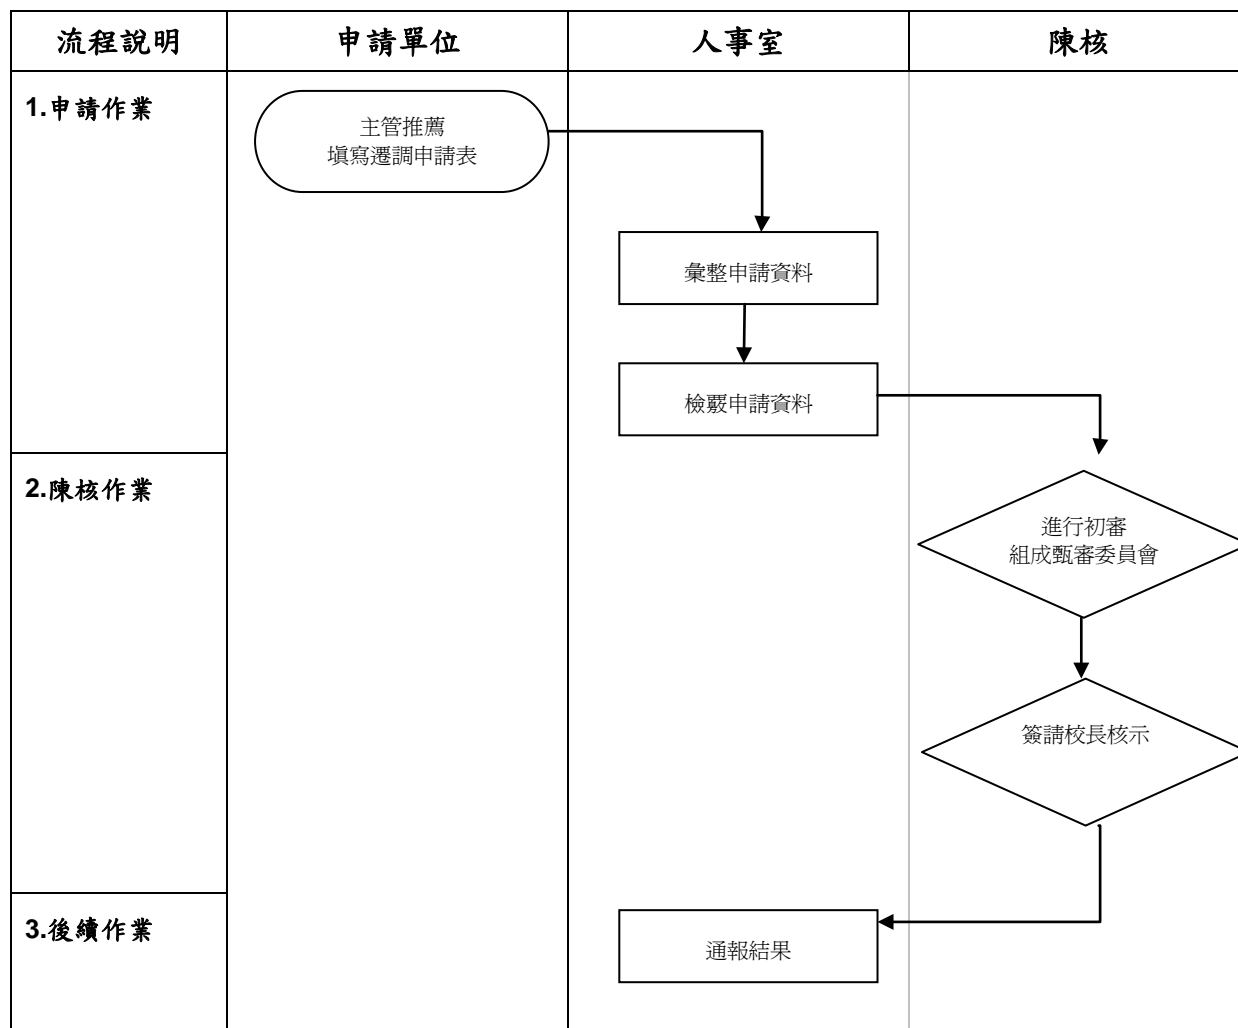 流程說明
申請單位
人事室
陳核
1.申請作業
主管推薦
填寫遷調申請表
彙整申請資料
檢覈申請資料
2.陳核作業
進行初審
組成甄審委員會
簽請校長核示
3.後續作業
通報結果